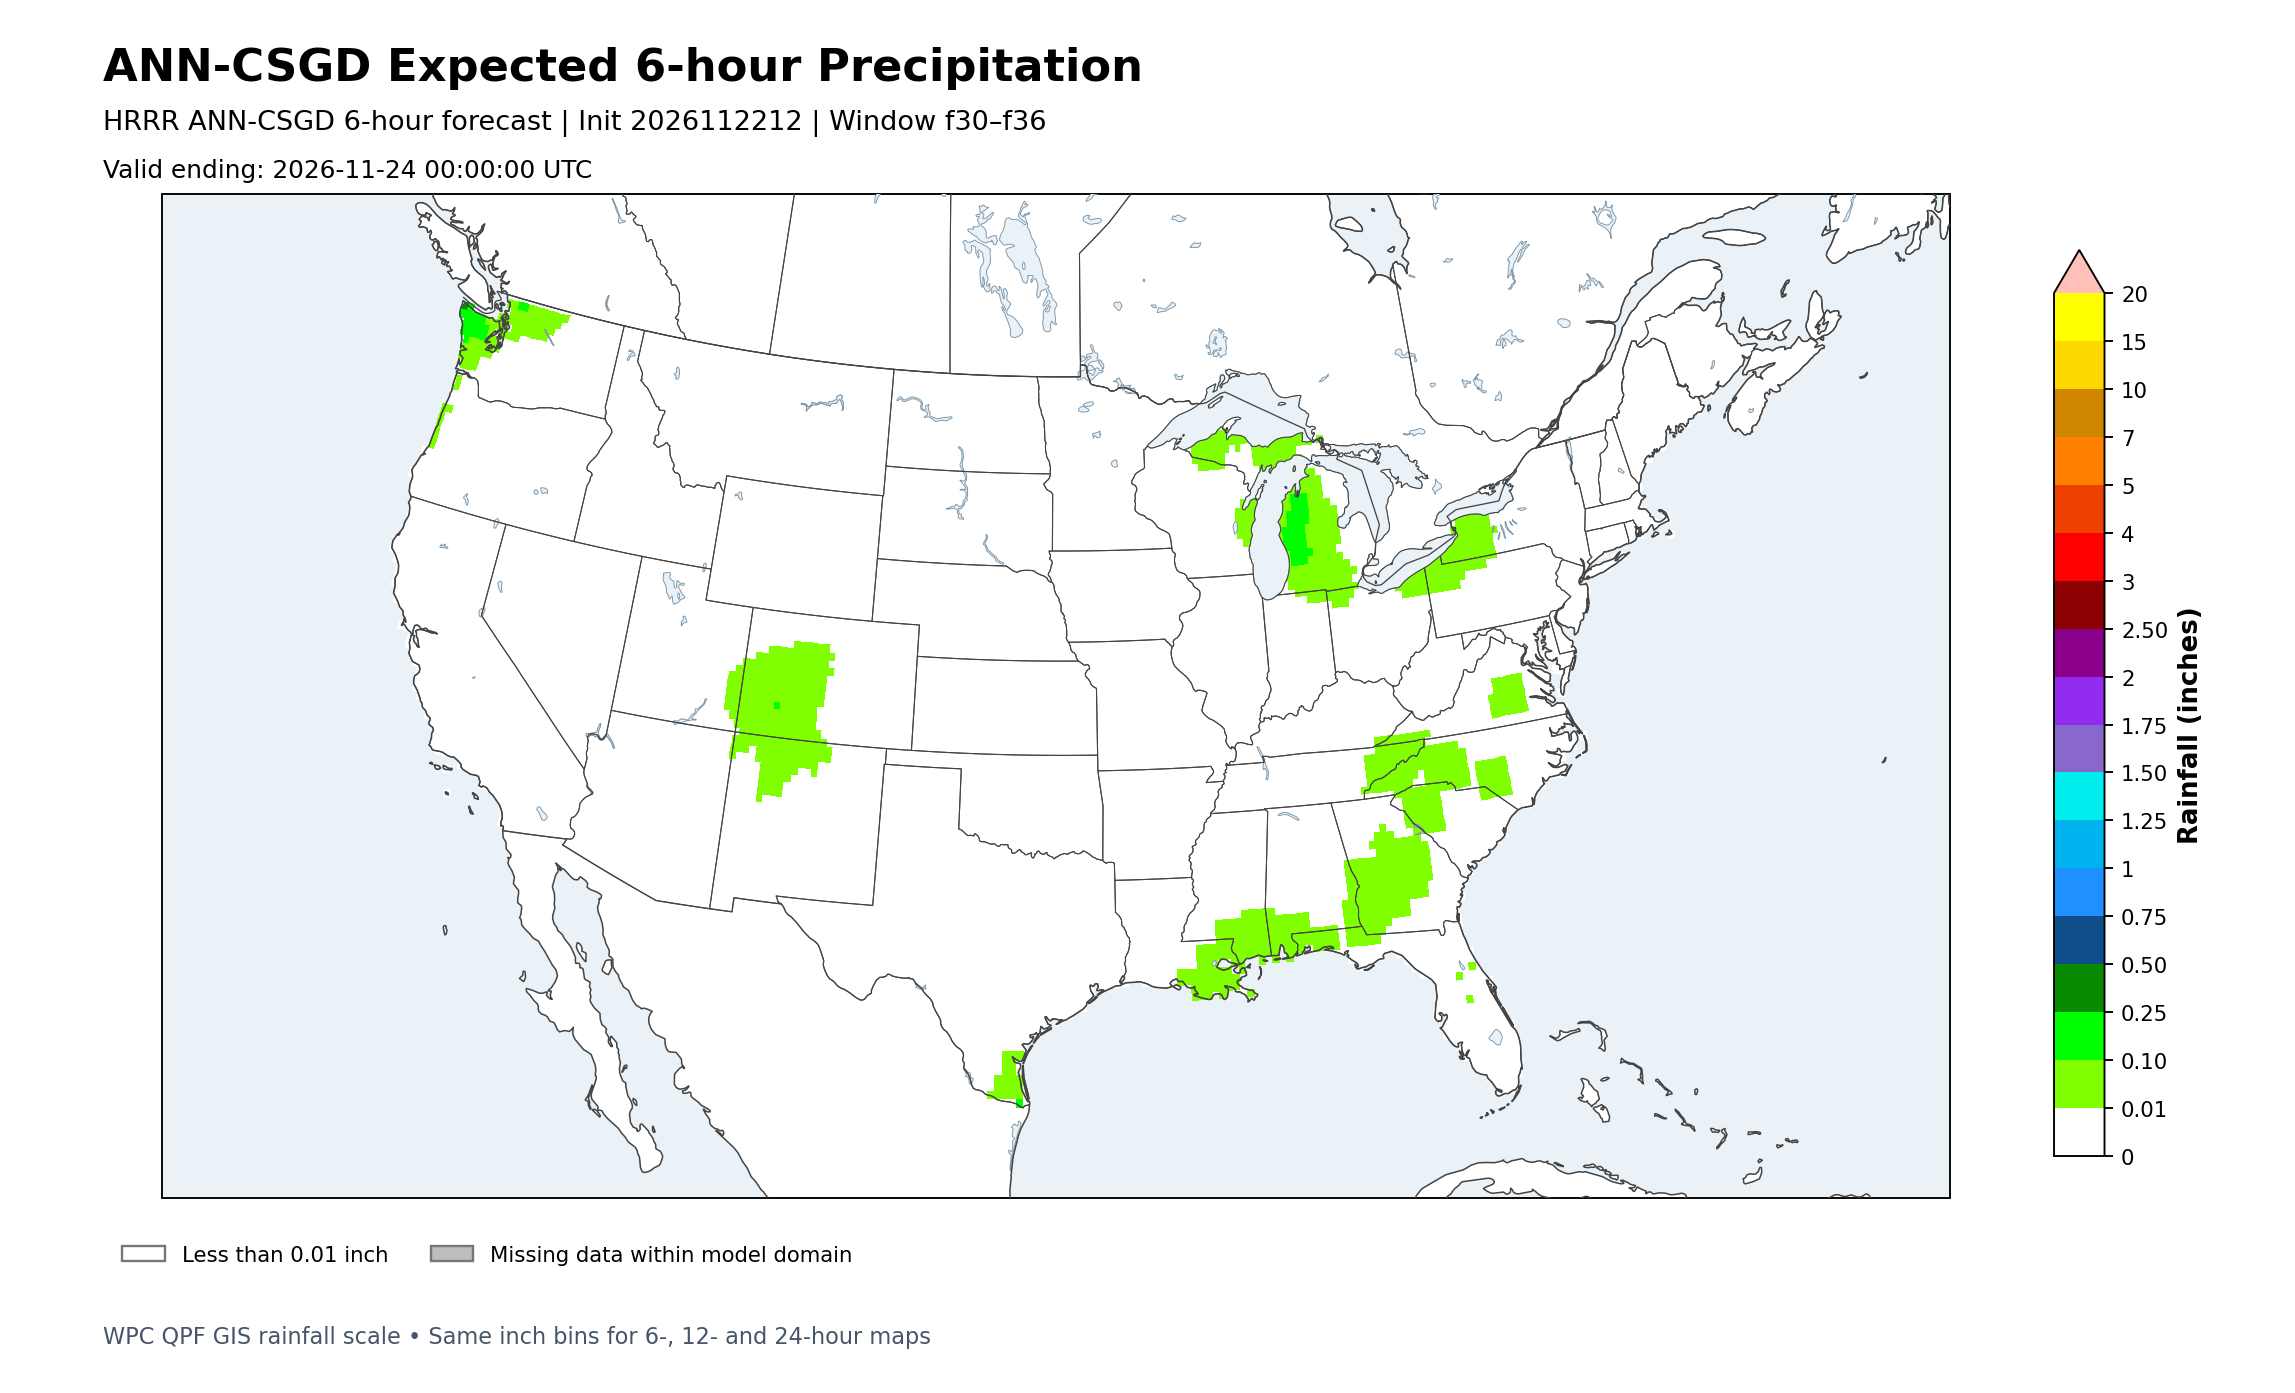 ANN-CSGD Expected 6-hour Precipitation
HRRR ANN-CSGD 6-hour forecast | Init 2026112212 | Window f30–f36
Valid ending: 2026-11-24 00:00:00 UTC
20
15
10
7
5
4
3
2.50
2
1.75
1.50
1.25
1
0.75
0.50
0.25
0.10
0.01
0
Rainfall (inches)
Less than 0.01 inch
Missing data within model domain
WPC QPF GIS rainfall scale • Same inch bins for 6-, 12- and 24-hour maps